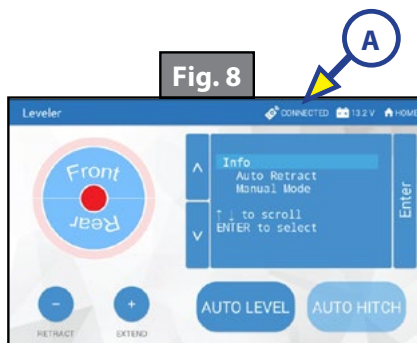 A
Fig. 8
Leveler
CONNECTED 13.2 V HOME
Front
Rear
^
v
Info
Auto Retract
Manual Mode
↑ ↓ to scroll
ENTER to select
Enter
-
+
RETRACT EXTEND
AUTO LEVEL AUTO HITCH